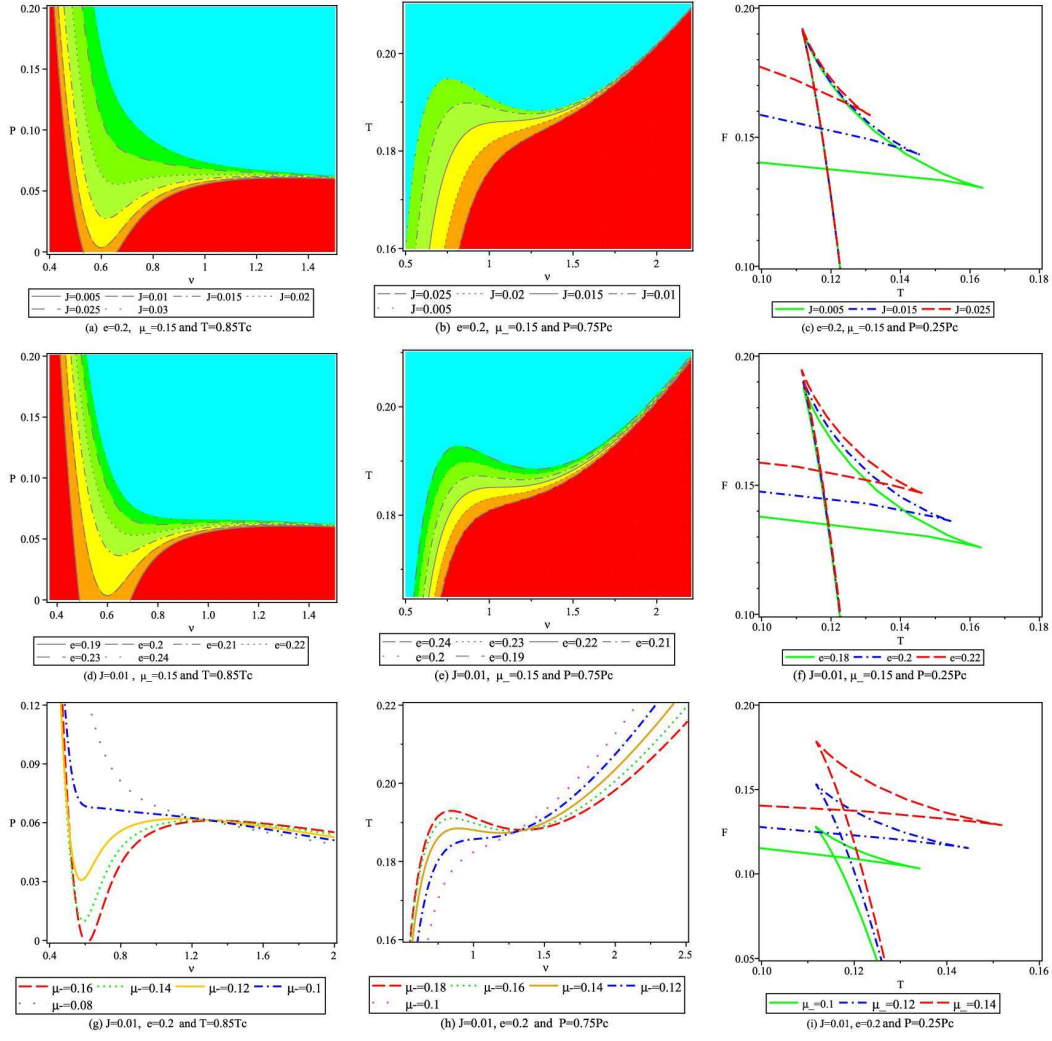 0.20
0.15
P
0.10
0.05
0
0.4 0.6 0.8 1 1.2 1.4
ν
J=0.005 J=0.01 J=0.015 J=0.02
J=0.025 J=0.03
(a) e=0.2, μ_=0.15 and T=0.85Tc
0.20
T
0.18
0.16
0.5 1 1.5 2
ν
J=0.025 J=0.02 J=0.015 J=0.01
J=0.005
(b) e=0.2, μ_=0.15 and P=0.75Pc
0.20
F 0.15
0.10
0.10 0.12 0.14 0.16 0.18
T
J=0.005 J=0.015 J=0.025
(c) e=0.2, μ_=0.15 and P=0.25Pc
0.20
0.15
P
0.10
0.05
0
0.4 0.6 0.8 1.0 1.2 1.4
ν
e=0.19 e=0.2 e=0.21 e=0.22
e=0.23 e=0.24
(d) J=0.01 , μ_=0.15 and T=0.85Tc
0.20
T
0.18
0.5 1 1.5 2
ν
e=0.24 e=0.23 e=0.22 e=0.21
e=0.2 e=0.19
(e) J=0.01, μ_=0.15 and P=0.75Pc
0.20
F 0.15
0.10
0.10 0.12 0.14 0.16 0.18
T
e=0.18 e=0.2 e=0.22
(f) J=0.01, μ_=0.15 and P=0.25Pc
0.12
0.09
P 0.06
0.03
0
0.4 0.8 1.2 1.6 2
ν
μ-=0.16 μ-=0.14 μ-=0.12 μ-=0.1
μ-=0.08
(g) J=0.01, e=0.2 and T=0.85Tc
0.22
0.20
T
0.18
0.16
1 1.5 2 2.5
ν
μ-=0.18 μ-=0.16 μ-=0.14 μ-=0.12
μ-=0.1
(h) J=0.01, e=0.2 and P=0.75Pc
0.20
0.15
F
0.10
0.05
0.10 0.12 0.14 0.16
T
μ_=0.1 μ_=0.12 μ_=0.14
(i) J=0.01, e=0.2 and P=0.25Pc